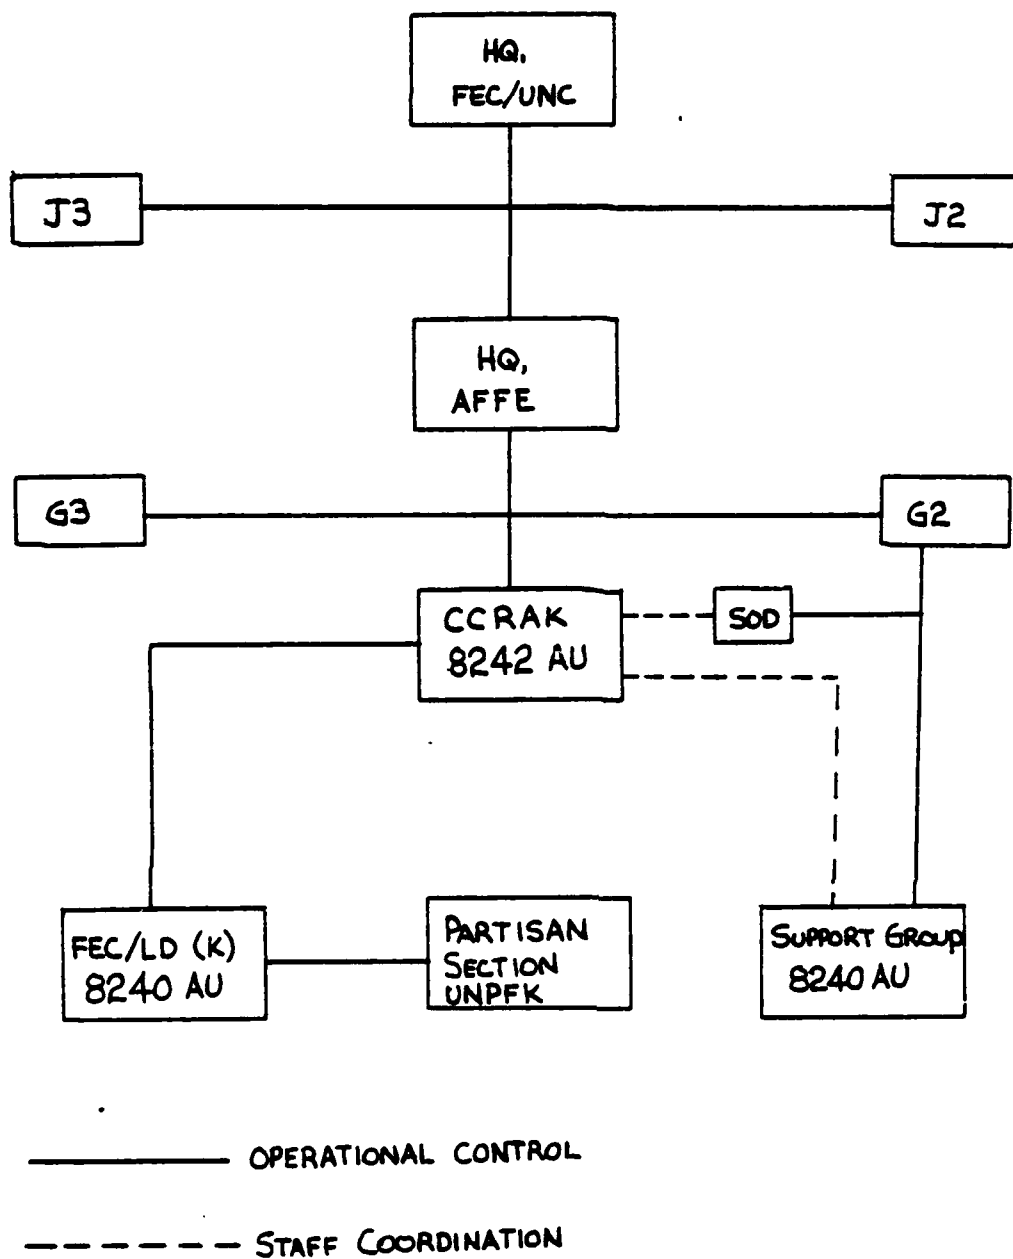 HQ,
FEC/UNC
J3
J2
HQ,
AFFE
G3
G2
CCRAK
8242 AU
SOD
FEC/LD (K)
8240 AU
PARTISAN
SECTION
UNPFK
SUPPORT GROUP
8240 AU
OPERATIONAL CONTROL
STAFF COORDINATION